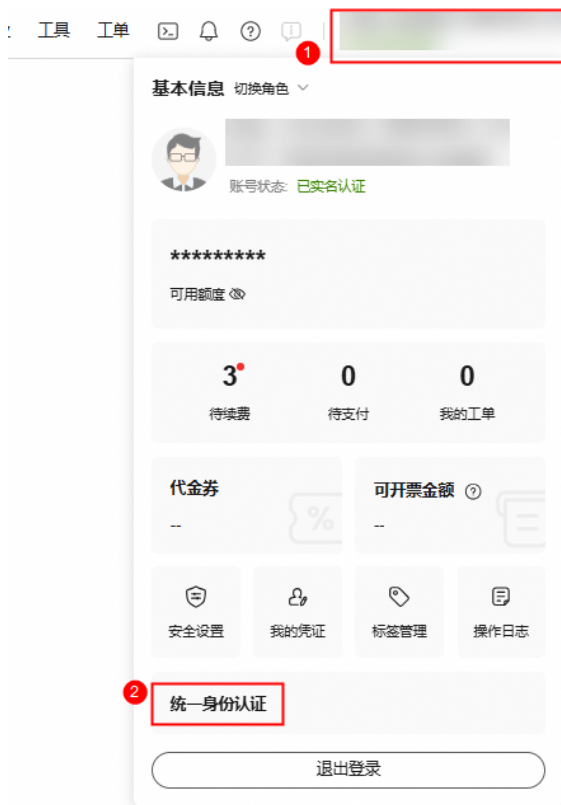 工具 工单
1
基本信息 切换角色
账号状态: 已实名认证
*********
可用额度
3 0 0
待续费 待支付 我的工单
代金券 可开票金额
-- --
安全设置 我的凭证 标签管理 操作日志
2
统一身份认证
退出登录